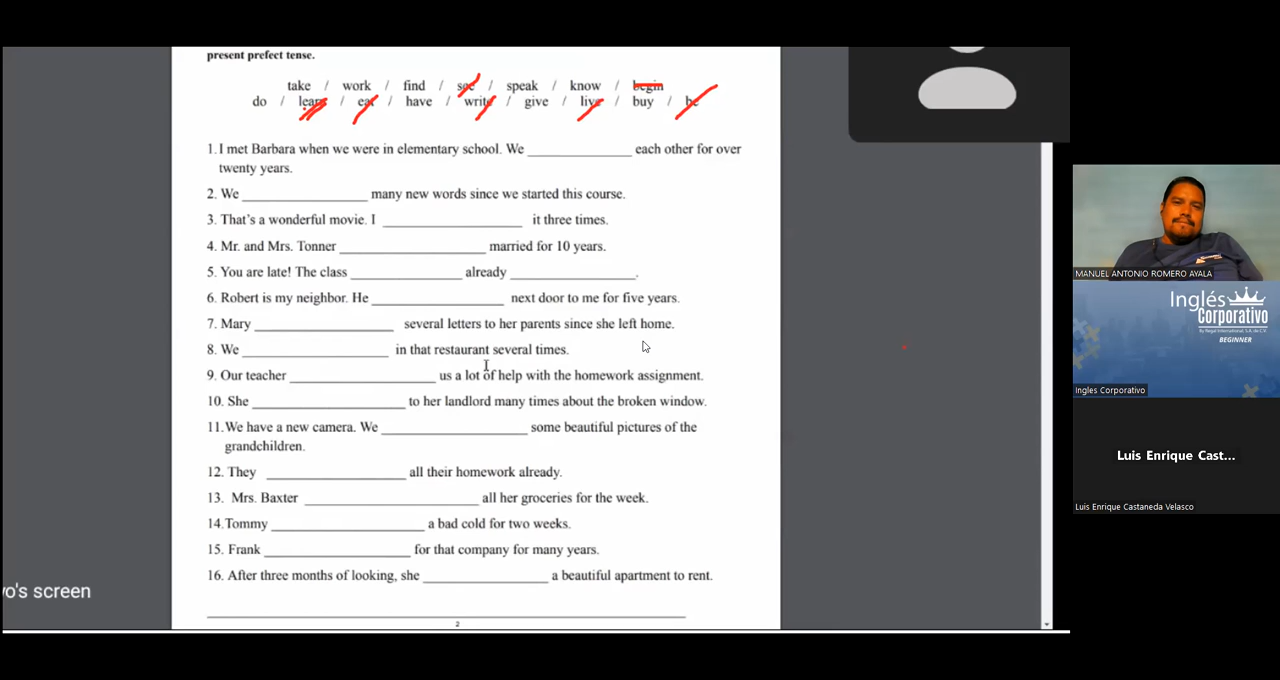 present prefect tense.
take / work / find / see / speak / know / begin
do / learn / eat / have / write / give / live / buy / be
1.I met Barbara when we were in elementary school. We ______________ each other for over
twenty years.
2. We _________________ many new words since we started this course.
3. That's a wonderful movie. I ___________________ it three times.
4. Mr. and Mrs. Tonner ____________________ married for 10 years.
5. You are late! The class _______________ already _________________.
6. Robert is my neighbor. He __________________ next door to me for five years.
7. Mary ___________________ several letters to her parents since she left home.
8. We ____________________ in that restaurant several times.
9. Our teacher ____________________ us a lot of help with the homework assignment.
10. She _____________________ to her landlord many times about the broken window.
11.We have a new camera. We ____________________ some beautiful pictures of the
grandchildren.
12. They ___________________ all their homework already.
13. Mrs. Baxter ________________________ all her groceries for the week.
14.Tommy _____________________ a bad cold for two weeks.
15. Frank ____________________ for that company for many years.
16. After three months of looking, she _________________ a beautiful apartment to rent.
2
vo's screen
MANUEL ANTONIO ROMERO AYALA
Inglés
Corporativo
By Regal International, S.A. de C.V.
BEGINNER
Ingles Corporativo
Luis Enrique Cast...
Luis Enrique Castaneda Velasco